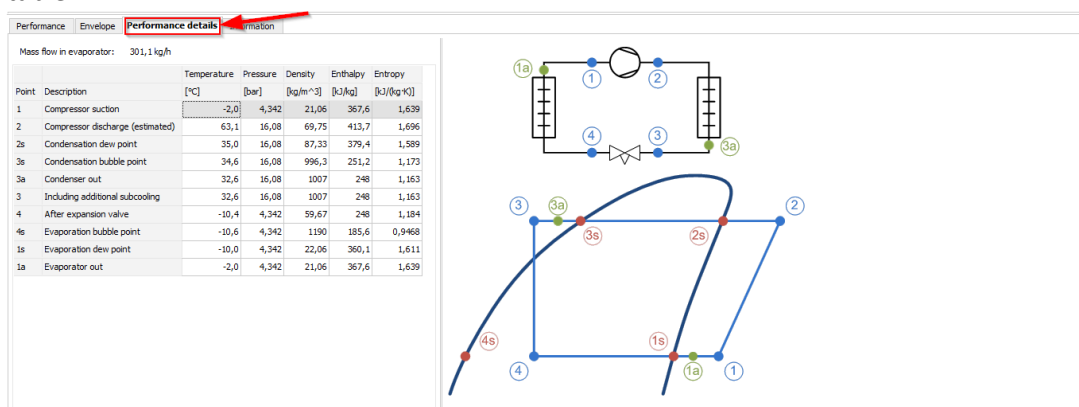 Performance Envelope Performance details
Mass flow in evaporator: 301,1 kg/h
Temperature Pressure Density Enthalpy Entropy
Point Description [°C] [bar] [kg/m^3] [kJ/kg] [kJ/(kg·K)]
1 Compressor suction -2,0 4,342 21,06 367,6 1,639
2 Compressor discharge (estimated) 63,1 16,08 69,75 413,7 1,696
2s Condensation dew point 35,0 16,08 87,33 379,4 1,589
3s Condensation bubble point 34,6 16,08 996,3 251,2 1,173
3a Condenser out 32,6 16,08 1007 248 1,163
3 Including additional subcooling 32,6 16,08 1007 248 1,163
4 After expansion valve -10,4 4,342 59,67 248 1,184
4s Evaporation bubble point -10,6 4,342 1190 185,6 0,9468
1s Evaporation dew point -10,0 4,342 22,06 360,1 1,611
1a Evaporator out -2,0 4,342 21,06 367,6 1,639
1a
1 2
4 3
3a
3 3a 2
3s 2s
4s 1s
4 1a 1